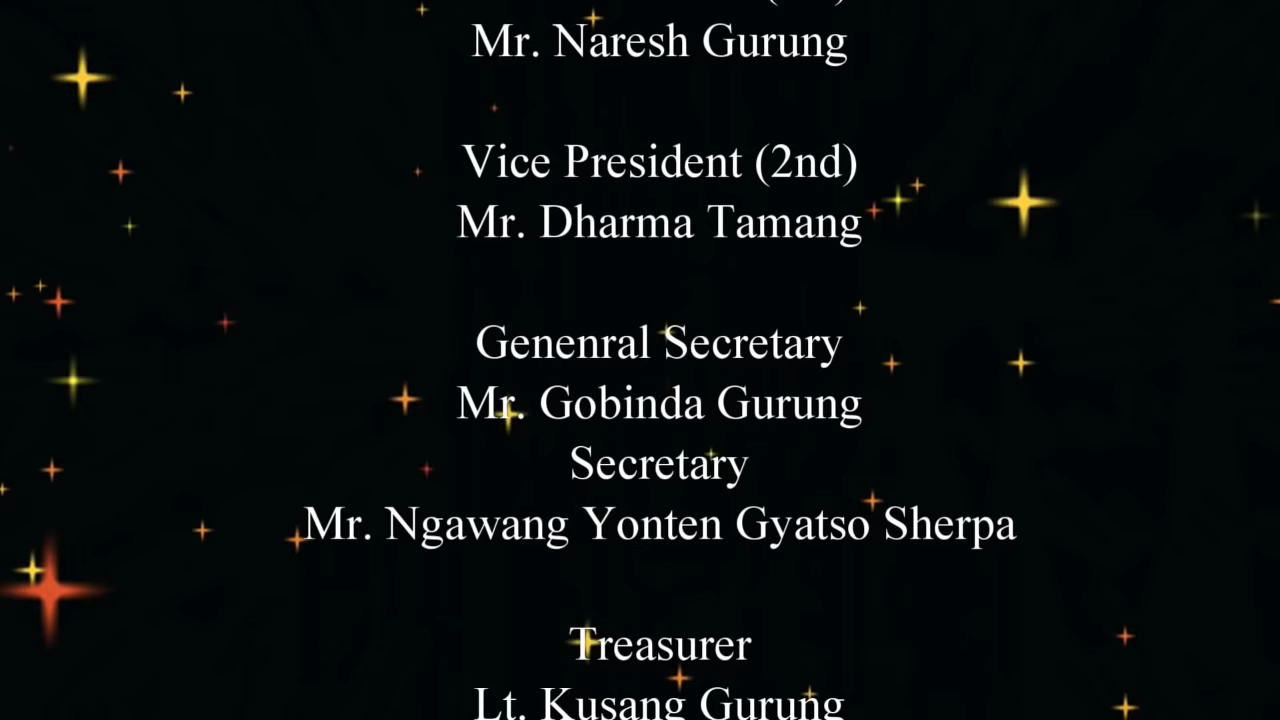 Mr. Naresh Gurung
Vice President (2nd)
Mr. Dharma Tamang
Genenral Secretary
Mr. Gobinda Gurung
Secretary
Mr. Ngawang Yonten Gyatso Sherpa
Treasurer
Lt. Kusang Gurung